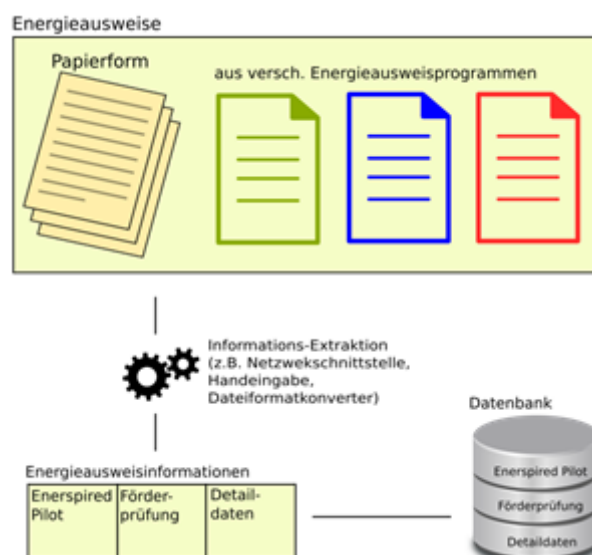 Energieausweise
Papierform
aus versch. Energieausweisprogrammen
Informations-Extraktion
(z.B. Netzwekschnittstelle,
Handeingabe,
Dateiformatkonverter)
Datenbank
Energieausweisinformationen
Enerspired
Pilot
Förder-
prüfung
Detail-
daten
Enerspired Pilot
Förderprüfung
Detaildaten